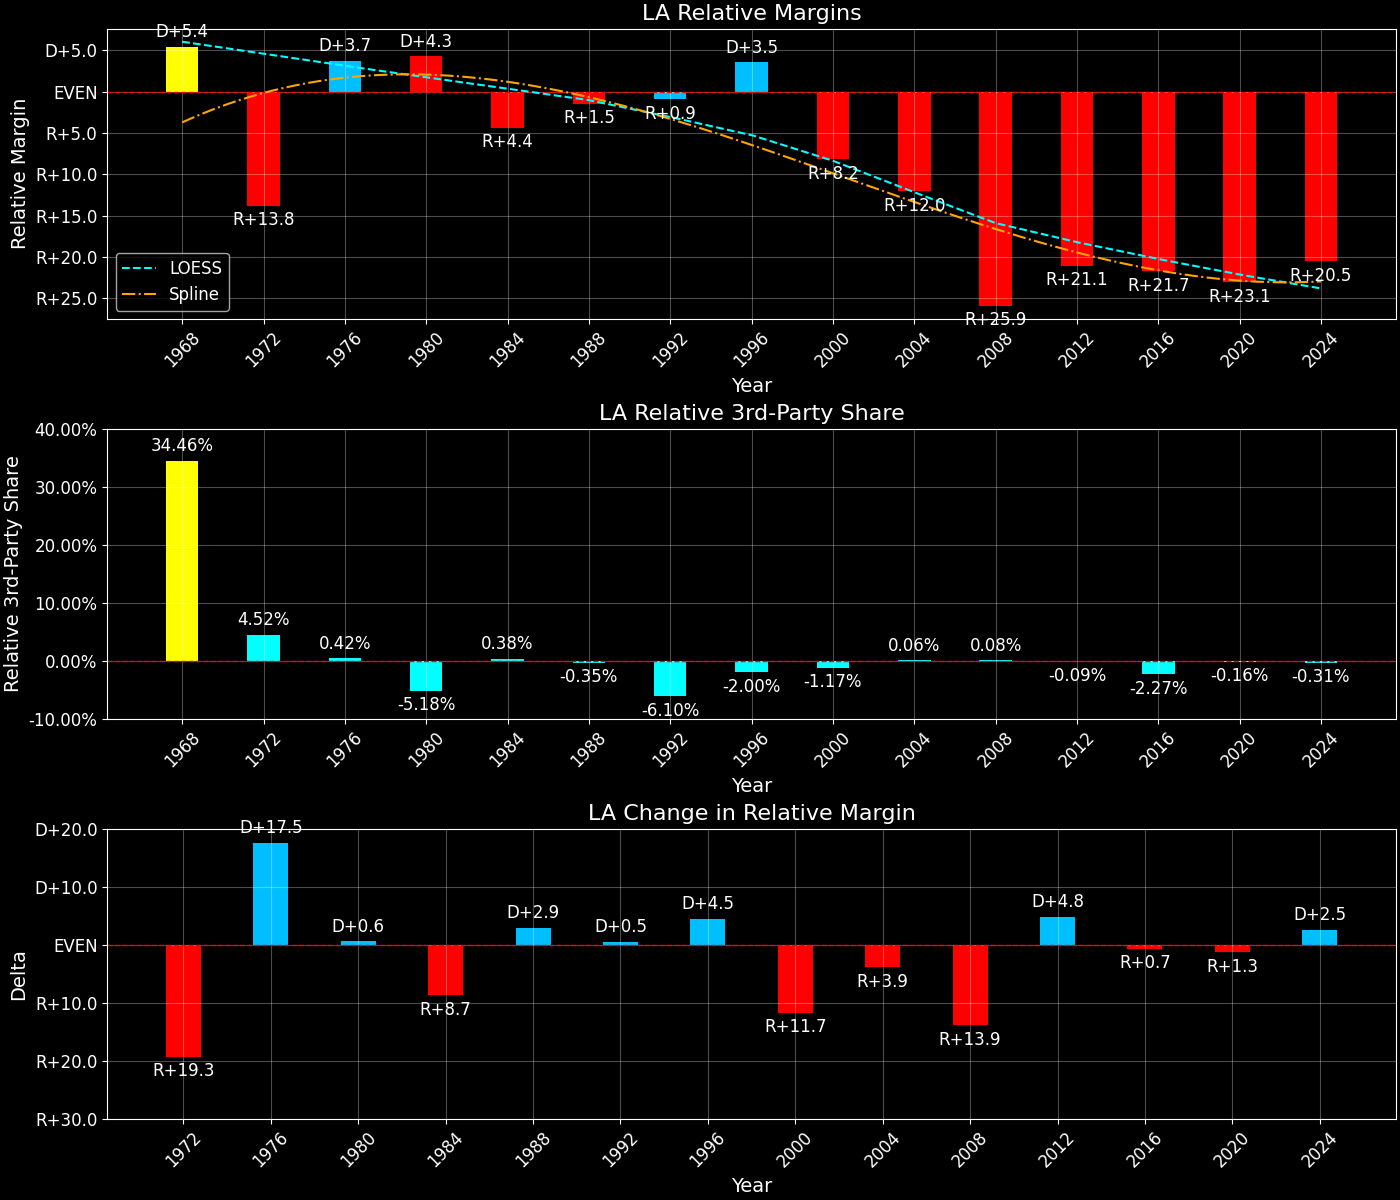 LA Relative Margins
Relative Margin
D+5.0
EVEN
R+5.0
R+10.0
R+15.0
R+20.0
R+25.0
D+5.4
R+13.8
D+3.7
D+4.3
R+4.4
R+1.5
R+0.9
D+3.5
R+8.2
R+12.0
R+25.9
R+21.1
R+21.7
R+23.1
R+20.5
LOESS
Spline
1968
1972
1976
1980
1984
1988
1992
1996
2000
2004
2008
2012
2016
2020
2024
Year
LA Relative 3rd-Party Share
Relative 3rd-Party Share
40.00%
30.00%
20.00%
10.00%
0.00%
-10.00%
34.46%
4.52%
0.42%
-5.18%
0.38%
-0.35%
-6.10%
-2.00%
-1.17%
0.06%
0.08%
-0.09%
-2.27%
-0.16%
-0.31%
1968
1972
1976
1980
1984
1988
1992
1996
2000
2004
2008
2012
2016
2020
2024
Year
LA Change in Relative Margin
Delta
D+20.0
D+10.0
EVEN
R+10.0
R+20.0
R+30.0
R+19.3
D+17.5
D+0.6
R+8.7
D+2.9
D+0.5
D+4.5
R+11.7
R+3.9
R+13.9
D+4.8
R+0.7
R+1.3
D+2.5
1972
1976
1980
1984
1988
1992
1996
2000
2004
2008
2012
2016
2020
2024
Year